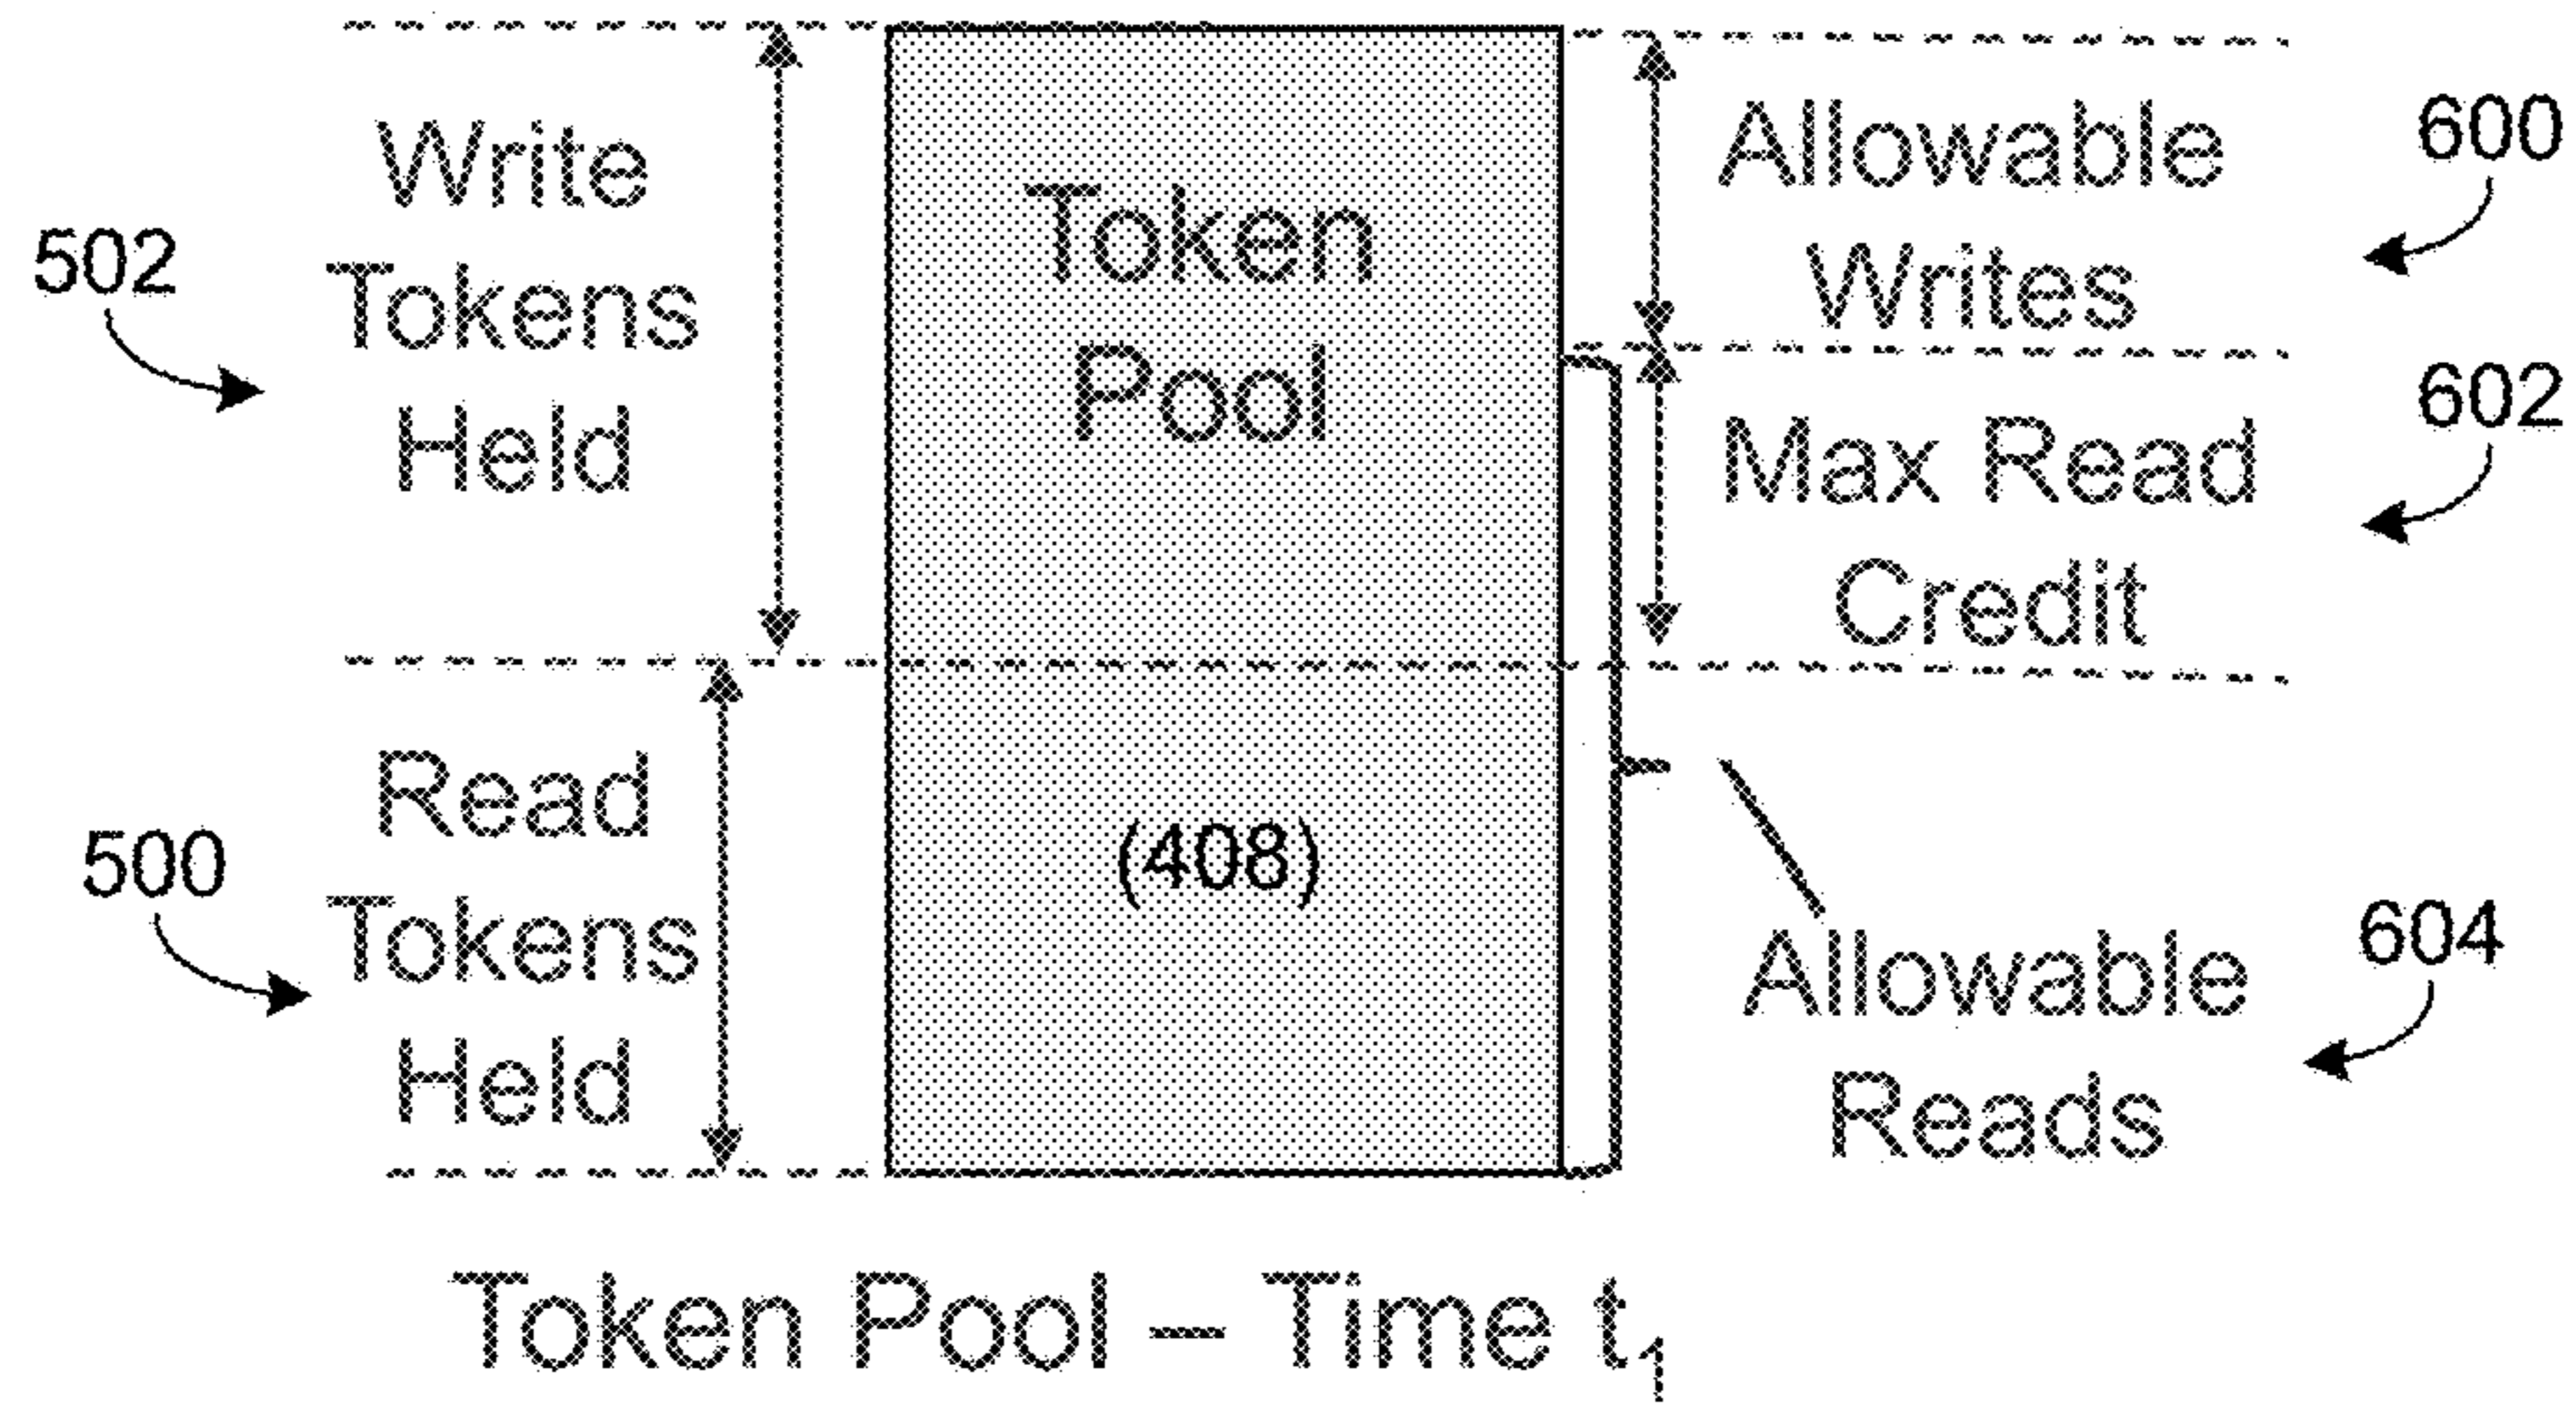 Write
Tokens
Held
502
Token
Pool
Allowable
Writes
600
Max Read
Credit
602
Read
Tokens
Held
500
(408)
Allowable
Reads
604
Token Pool – Time t₁